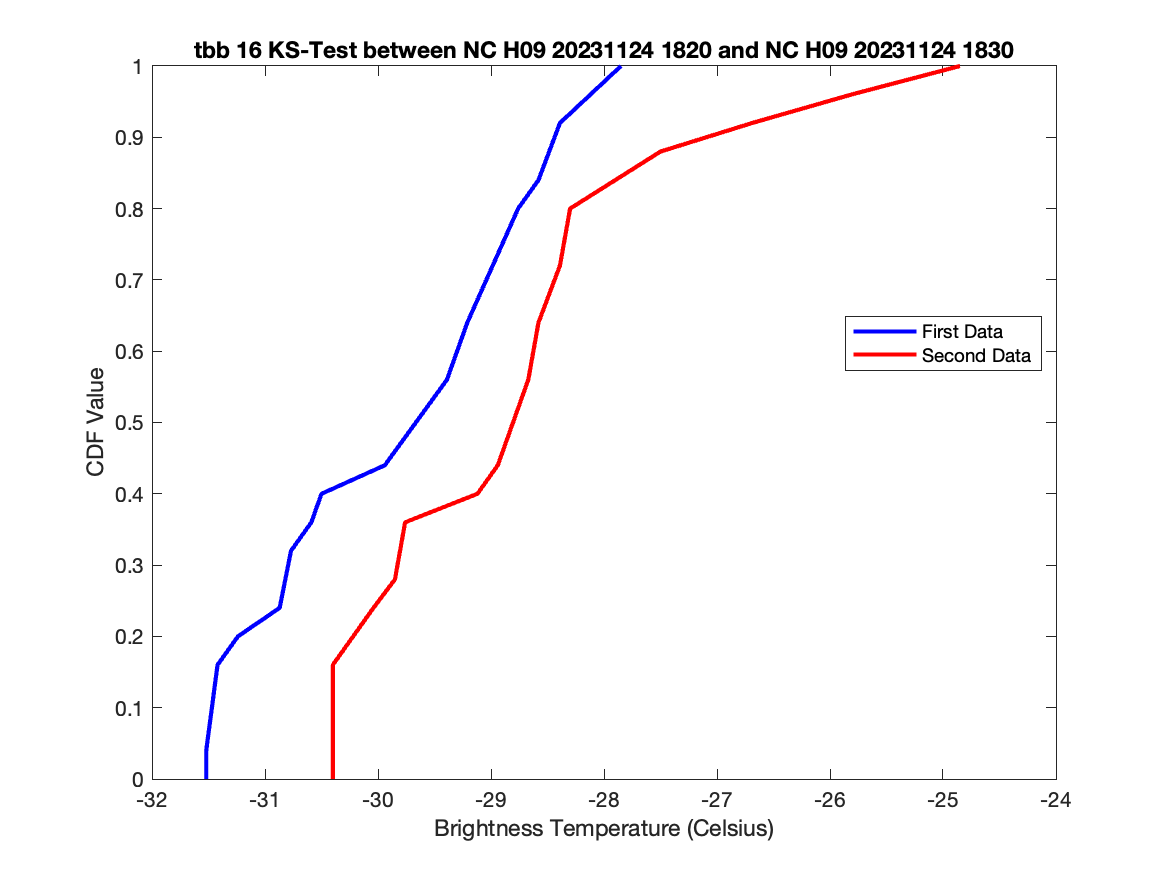 tbb 16 KS-Test between NC H09 20231124 1820 and NC H09 20231124 1830
1
0.9
0.8
0.7
0.6
0.5
0.4
0.3
0.2
0.1
0
CDF Value
First Data
Second Data
-32 -31 -30 -29 -28 -27 -26 -25 -24
Brightness Temperature (Celsius)